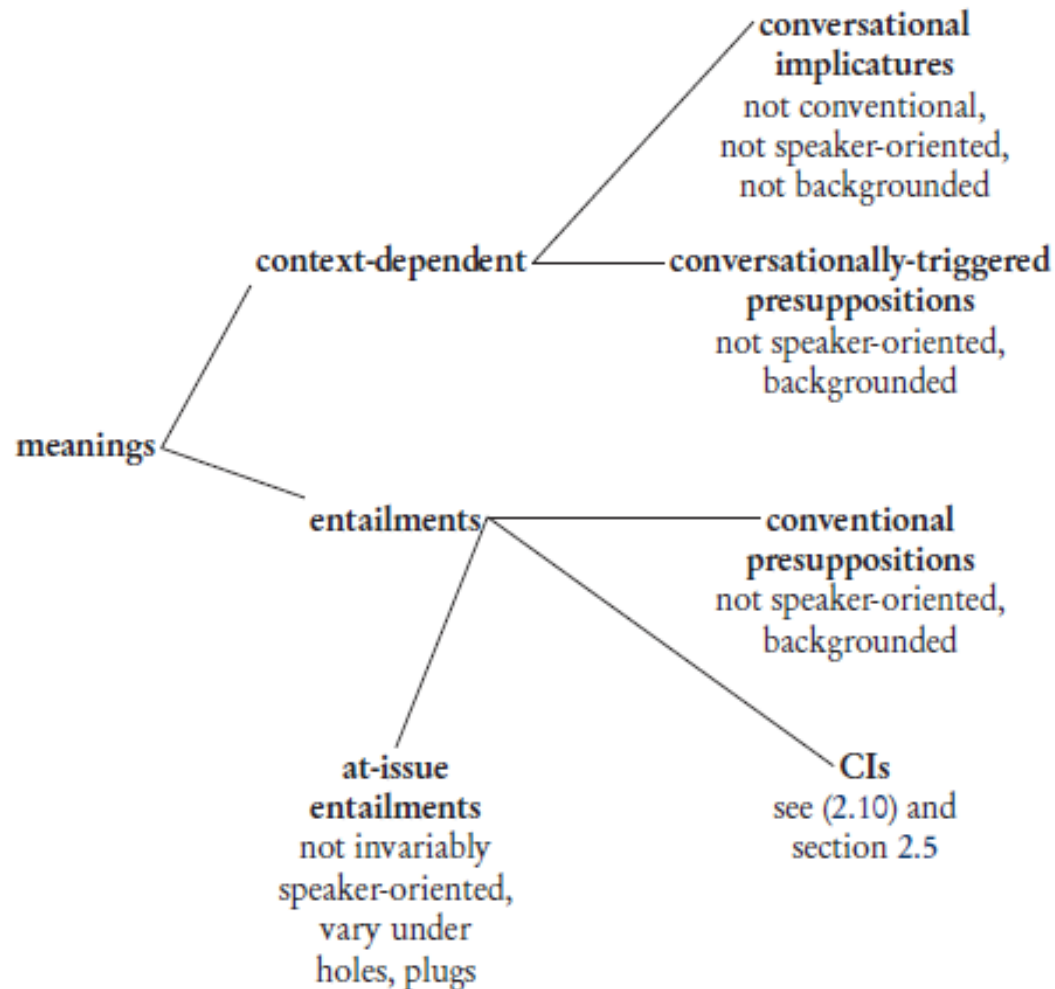 conversational
implicatures
not conventional,
not speaker-oriented,
not backgrounded
context-dependent
conversationally-triggered
presuppositions
not speaker-oriented,
backgrounded
meanings
entailments
conventional
presuppositions
not speaker-oriented,
backgrounded
at-issue
entailments
not invariably
speaker-oriented,
vary under
holes, plugs
CIs
see (2.10) and
section 2.5